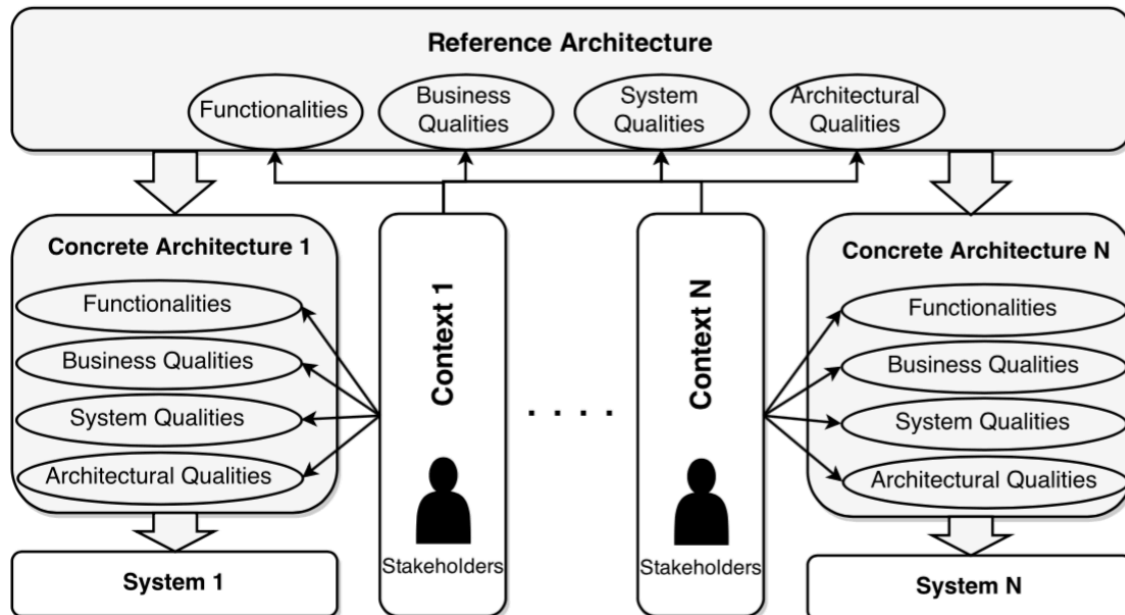 Reference Architecture
Functionalities
Business
Qualities
System
Qualities
Architectural
Qualities
Concrete Architecture 1
Functionalities
Business Qualities
System Qualities
Architectural Qualities
System 1
Context 1
Stakeholders
. . . .
Context N
Stakeholders
Concrete Architecture N
Functionalities
Business Qualities
System Qualities
Architectural Qualities
System N